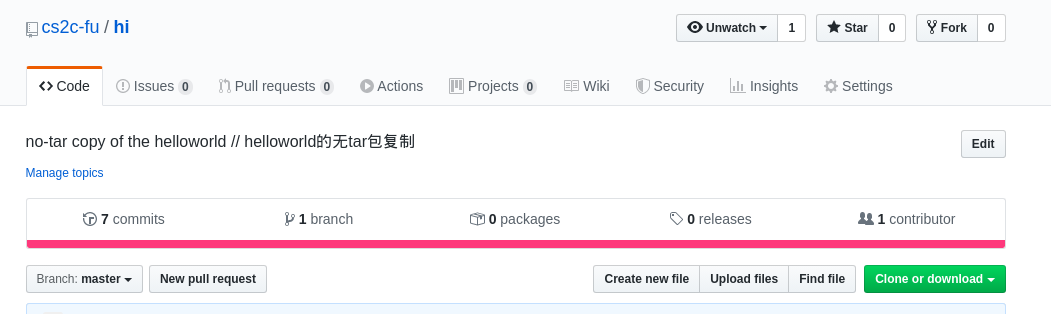 cs2c-fu / hi Unwatch 1 Star 0 Fork 0
Code Issues 0 Pull requests 0 Actions Projects 0 Wiki Security Insights Settings
no-tar copy of the helloworld // helloworld的无tar包复制 Edit
Manage topics
7 commits 1 branch 0 packages 0 releases 1 contributor
Branch: master New pull request Create new file Upload files Find file Clone or download